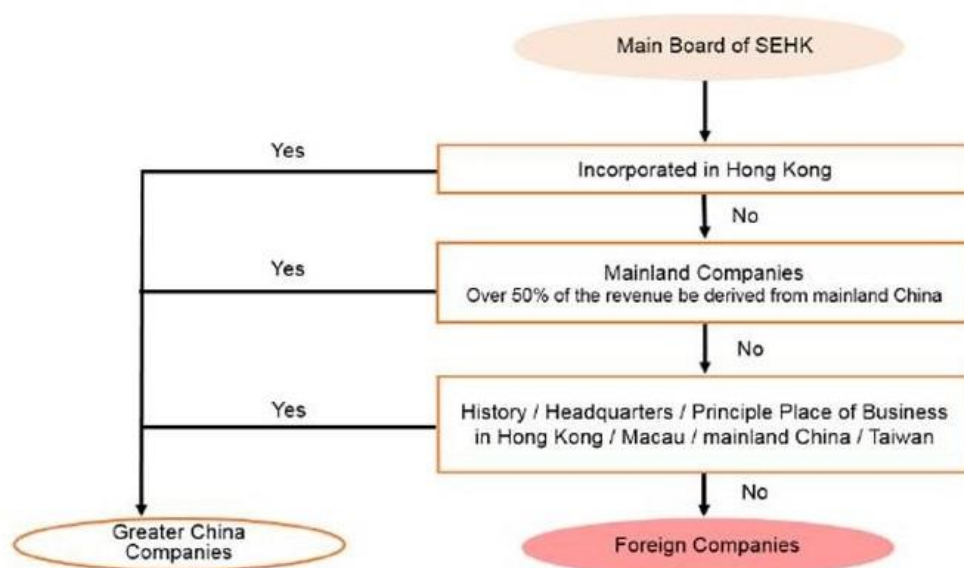 Main Board of SEHK
Yes
Incorporated in Hong Kong
No
Yes
Mainland Companies
Over 50% of the revenue be derived from mainland China
No
Yes
History / Headquarters / Principle Place of Business
in Hong Kong / Macau / mainland China / Taiwan
No
Greater China
Companies
Foreign Companies